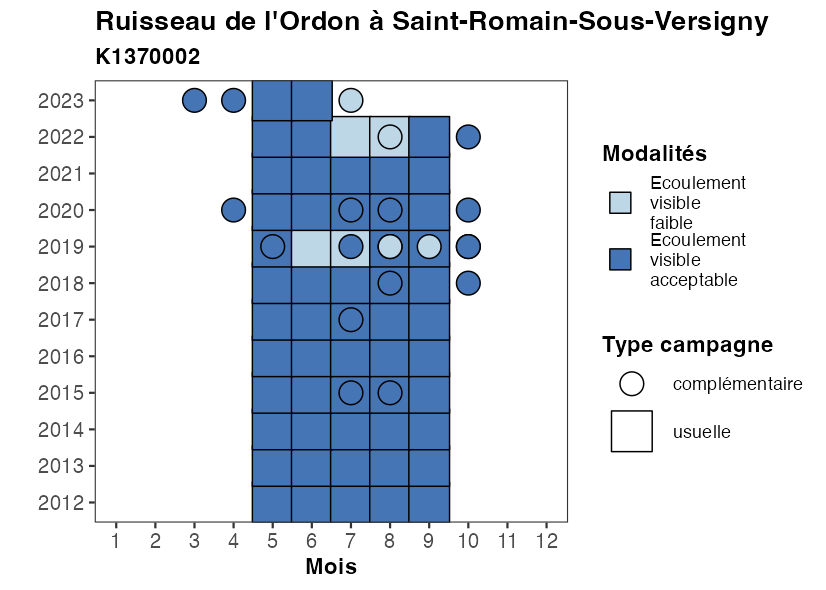 Ruisseau de l'Ordon à Saint-Romain-Sous-Versigny
K1370002
2023
2022
2021
2020
2019
2018
2017
2016
2015
2014
2013
2012
1 2 3 4 5 6 7 8 9 10 11 12
Mois
Modalités
Ecoulement
visible
faible
Ecoulement
visible
acceptable
Type campagne
complémentaire
usuelle